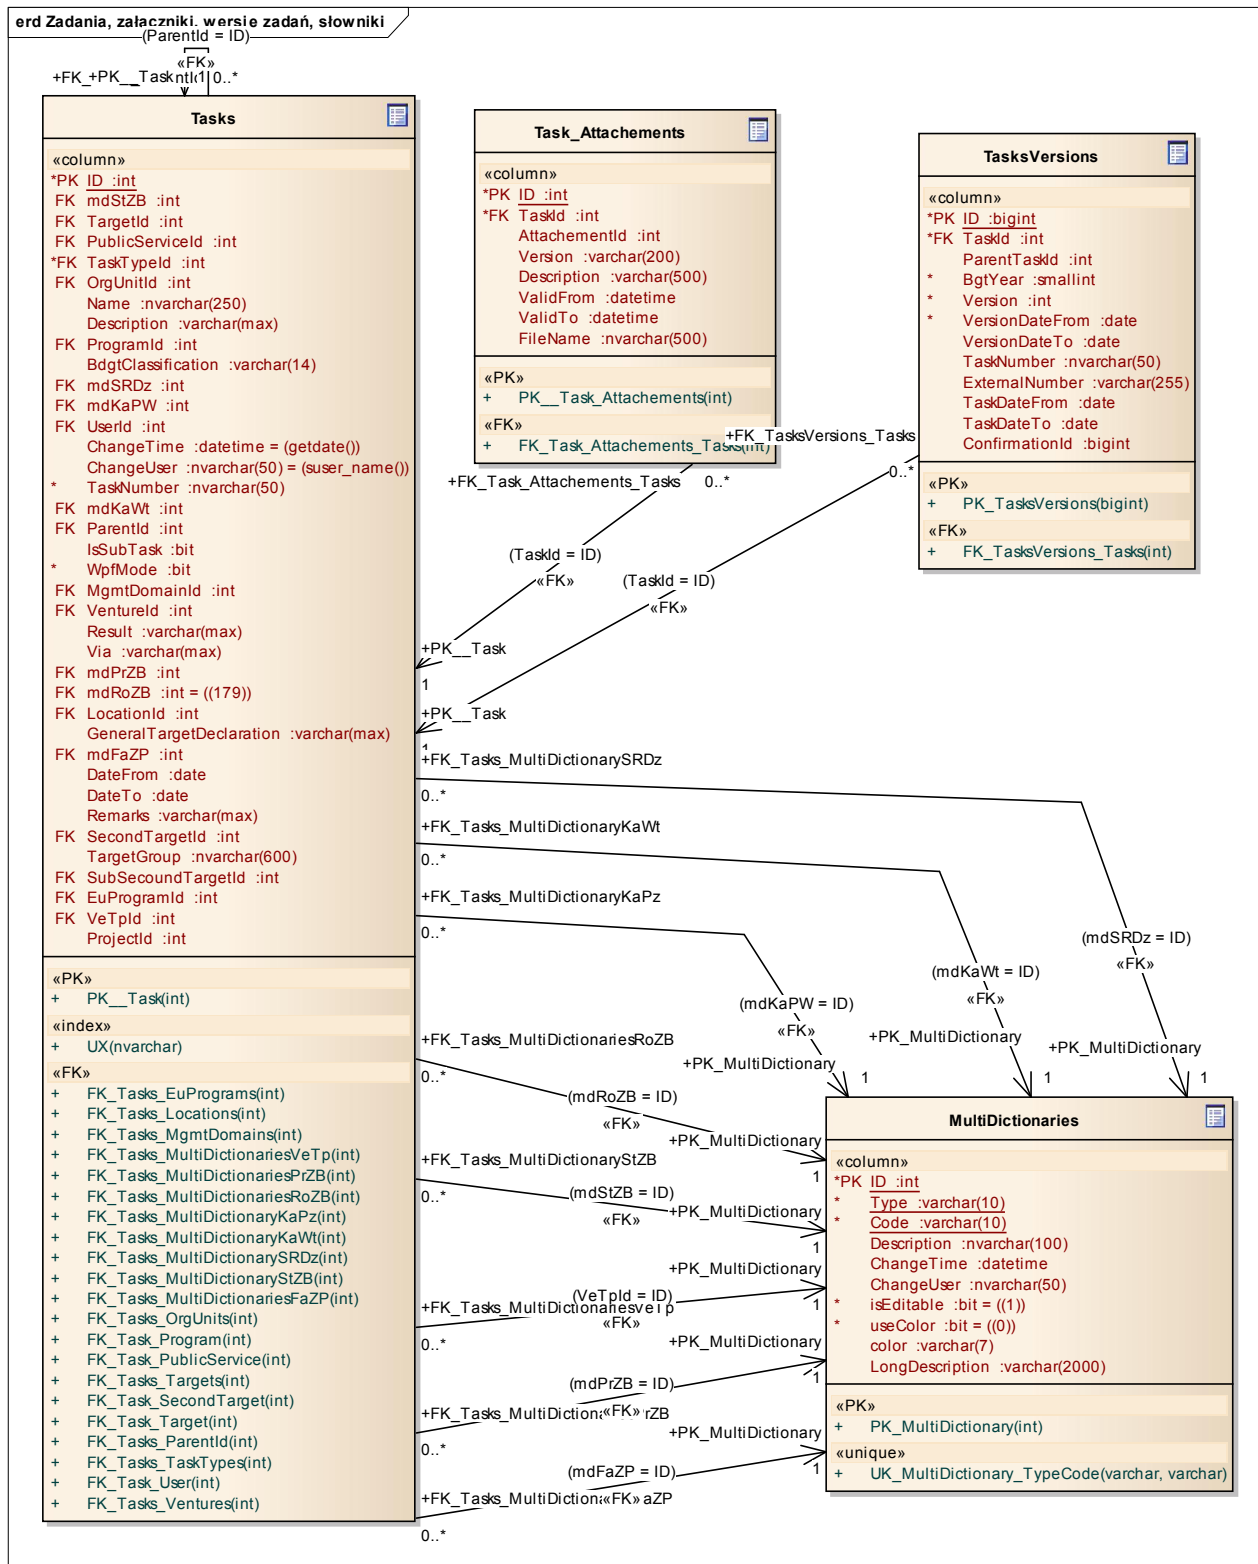 erd Zadania, załączniki, wersje zadań, słowniki
(ParentId = ID)
«FK»
+PK__Task
1
0..*
Tasks
«column»
*PK ID :int
FK mdStZB :int
FK TargetId :int
FK PublicServiceId :int
*FK TaskTypeId :int
FK OrgUnitId :int
Name :nvarchar(250)
Description :varchar(max)
FK ProgramId :int
BdgtClassification :varchar(14)
FK mdSRDz :int
FK mdKaPW :int
FK UserId :int
ChangeTime :datetime = (getdate())
ChangeUser :nvarchar(50) = (suser_name())
* TaskNumber :nvarchar(50)
FK mdKaWt :int
FK ParentId :int
IsSubTask :bit
* WpfMode :bit
FK MgmtDomainId :int
FK VentureId :int
Result :varchar(max)
Via :varchar(max)
FK mdPrZB :int
FK mdRoZB :int = ((179))
FK LocationId :int
GeneralTargetDeclaration :varchar(max)
FK mdFaZP :int
DateFrom :date
DateTo :date
Remarks :varchar(max)
FK SecondTargetId :int
TargetGroup :nvarchar(600)
FK SubSecoundTargetId :int
FK EuProgramId :int
FK VeTpId :int
ProjectId :int
«PK»
+ PK__Task(int)
«index»
+ UX(nvarchar)
«FK»
+ FK_Tasks_EuPrograms(int)
+ FK_Tasks_Locations(int)
+ FK_Tasks_MgmtDomains(int)
+ FK_Tasks_MultiDictionariesVeTp(int)
+ FK_Tasks_MultiDictionariesPrZB(int)
+ FK_Tasks_MultiDictionariesRoZB(int)
+ FK_Tasks_MultiDictionaryKaPz(int)
+ FK_Tasks_MultiDictionaryKaWt(int)
+ FK_Tasks_MultiDictionarySRDz(int)
+ FK_Tasks_MultiDictionaryStZB(int)
+ FK_Tasks_MultiDictionariesFaZP(int)
+ FK_Tasks_OrgUnits(int)
+ FK_Task_Program(int)
+ FK_Task_PublicService(int)
+ FK_Tasks_Targets(int)
+ FK_Task_SecondTarget(int)
+ FK_Task_Target(int)
+ FK_Tasks_ParentId(int)
+ FK_Tasks_TaskTypes(int)
+ FK_Task_User(int)
+ FK_Tasks_Ventures(int)
Task_Attachements
«column»
*PK ID :int
*FK TaskId :int
AttachementId :int
Version :varchar(200)
Description :varchar(500)
ValidFrom :datetime
ValidTo :datetime
FileName :nvarchar(500)
«PK»
+ PK__Task_Attachements(int)
«FK»
+ FK_Task_Attachements_Tasks(int)
TasksVersions
«column»
*PK ID :bigint
*FK TaskId :int
ParentTaskId :int
* BgtYear :smallint
* Version :int
* VersionDateFrom :date
VersionDateTo :date
TaskNumber :nvarchar(50)
ExternalNumber :varchar(255)
TaskDateFrom :date
TaskDateTo :date
ConfirmationId :bigint
«PK»
+ PK_TasksVersions(bigint)
«FK»
+ FK_TasksVersions_Tasks(int)
+FK_TasksVersions_Tasks
0..*
+FK_Task_Attachements_Tasks
0..*
(TaskId = ID)
«FK»
(TaskId = ID)
«FK»
+PK__Task
1
+PK__Task
1
+FK_Tasks_MultiDictionarySRDz
0..*
+FK_Tasks_MultiDictionaryKaWt
0..*
+FK_Tasks_MultiDictionaryKaPz
0..*
(mdSRDz = ID)
«FK»
(mdKaWt = ID)
«FK»
(mdKaPW = ID)
«FK»
+PK_MultiDictionary
1
+PK_MultiDictionary
1
+PK_MultiDictionary
1
+FK_Tasks_MultiDictionariesRoZB
0..*
(mdRoZB = ID)
«FK»
+PK_MultiDictionary
1
+FK_Tasks_MultiDictionaryStZB
0..*
(mdStZB = ID)
«FK»
+PK_MultiDictionary
1
+PK_MultiDictionary
(VeTpId = ID)
1
+FK_Tasks_MultiDictionariesVeTp
«FK»
0..*
+PK_MultiDictionary
(mdPrZB = ID)
1
«FK»
0..*
+PK_MultiDictionary
(mdFaZP = ID)
1
«FK»
0..*
MultiDictionaries
«column»
*PK ID :int
* Type :varchar(10)
* Code :varchar(10)
Description :nvarchar(100)
ChangeTime :datetime
ChangeUser :nvarchar(50)
* isEditable :bit = ((1))
* useColor :bit = ((0))
color :varchar(7)
LongDescription :varchar(2000)
«PK»
+ PK_MultiDictionary(int)
«unique»
+ UK_MultiDictionary_TypeCode(varchar, varchar)